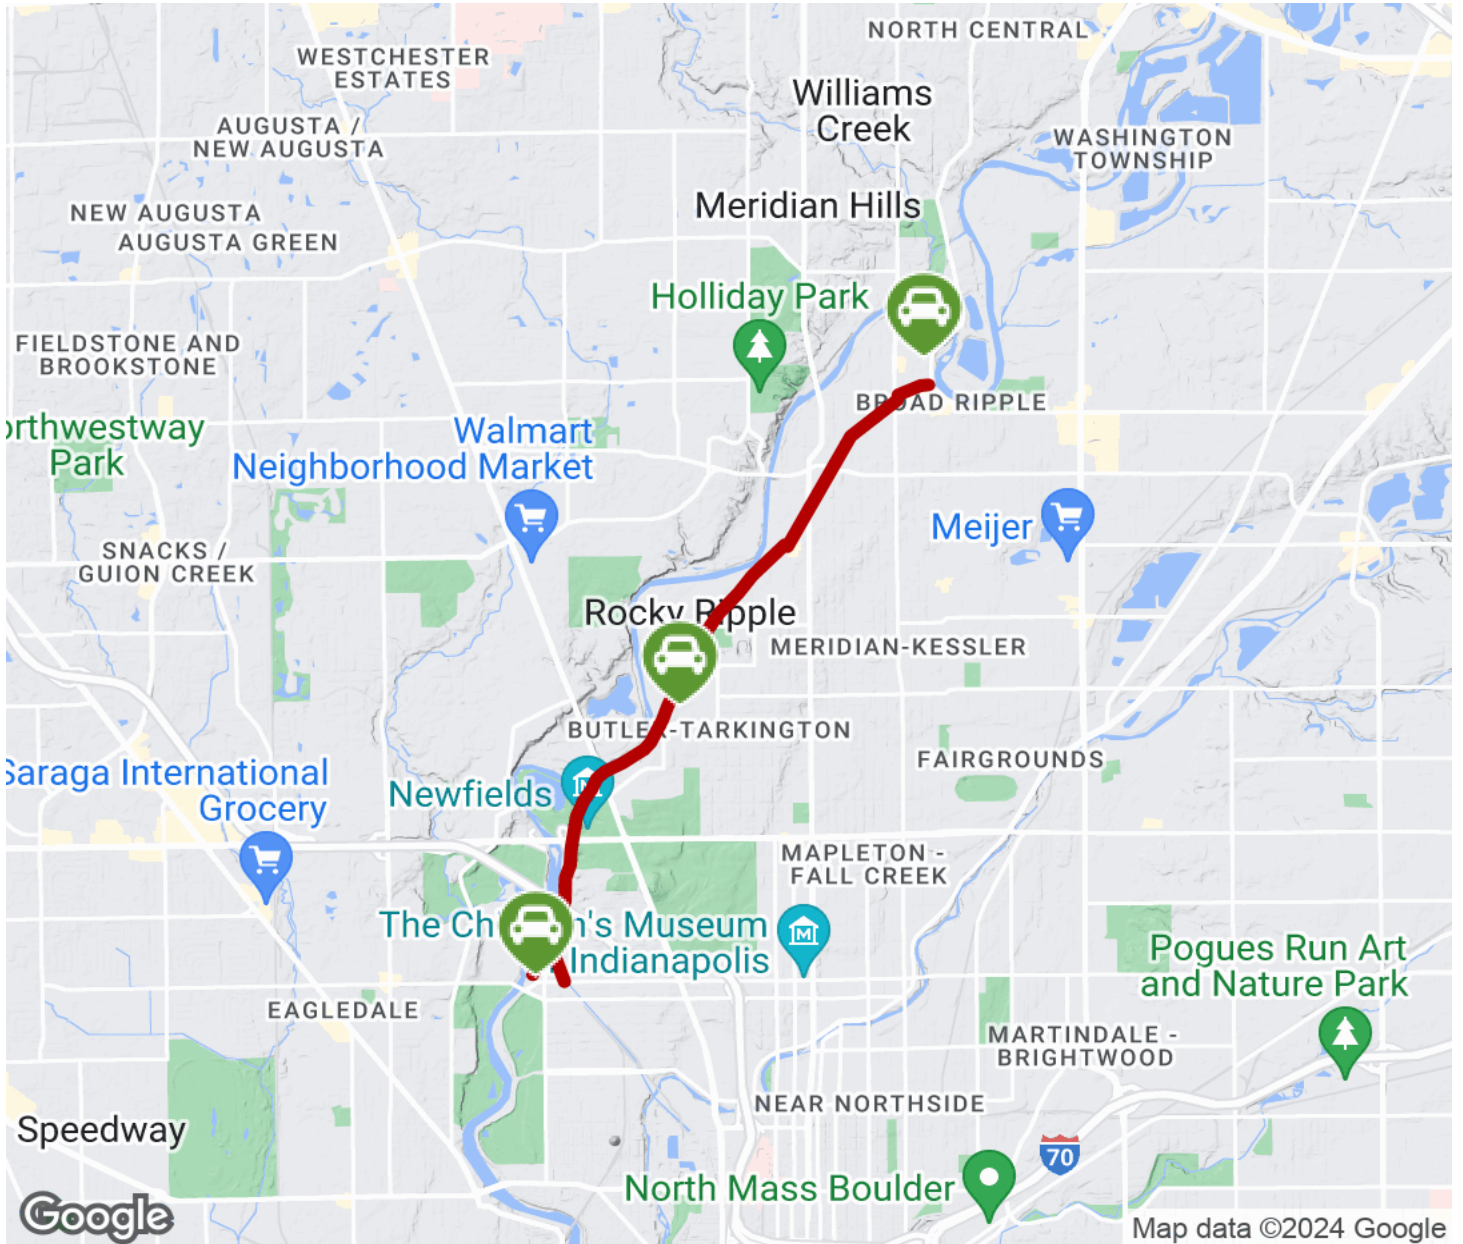 NORTH CENTRAL
WESTCHESTER
ESTATES
Williams
Creek
AUGUSTA /
NEW AUGUSTA
WASHINGTON
TOWNSHIP
Meridian Hills
NEW AUGUSTA
AUGUSTA GREEN
Holliday Park
FIELDSTONE AND
BROOKSTONE
BROAD RIPPLE
orthwestway
Park
Walmart
Neighborhood Market
Meijer
SNACKS /
GUION CREEK
Rocky Ripple
MERIDIAN-KESSLER
BUTLER-TARKINGTON
FAIRGROUNDS
Saraga International
Grocery
Newfields
M
MAPLETON -
FALL CREEK
The Ch n's Museum
Indianapolis
M
Pogues Run Art
and Nature Park
EAGLEDALE
MARTINDALE -
BRIGHTWOOD
NEAR NORTHSIDE
Speedway
70
North Mass Boulder
Google
Map data ©2024 Google